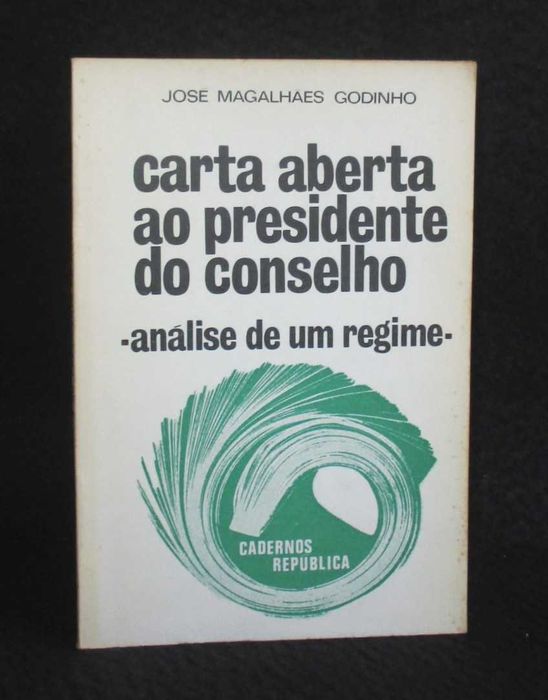 JOSE MAGALHAES GODINHO
carta aberta
ao presidente
do conselho
-análise de um regime-
CADERNOS
REPUBLICA